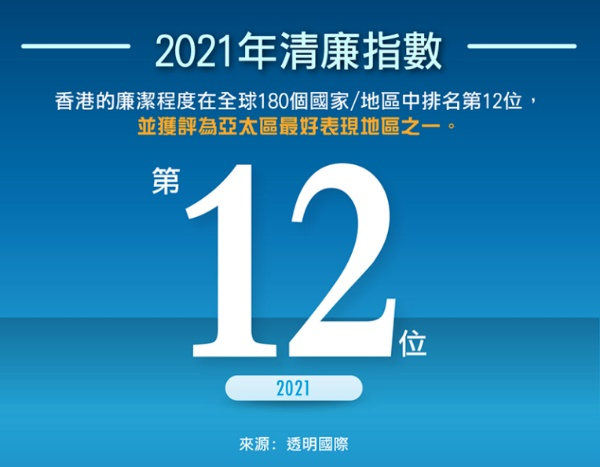 2021年清廉指數
香港的廉潔程度在全球180個國家/地區中排名第12位，
並獲評為亞太區最好表現地區之一。
第
12
位
2021
來源：透明國際